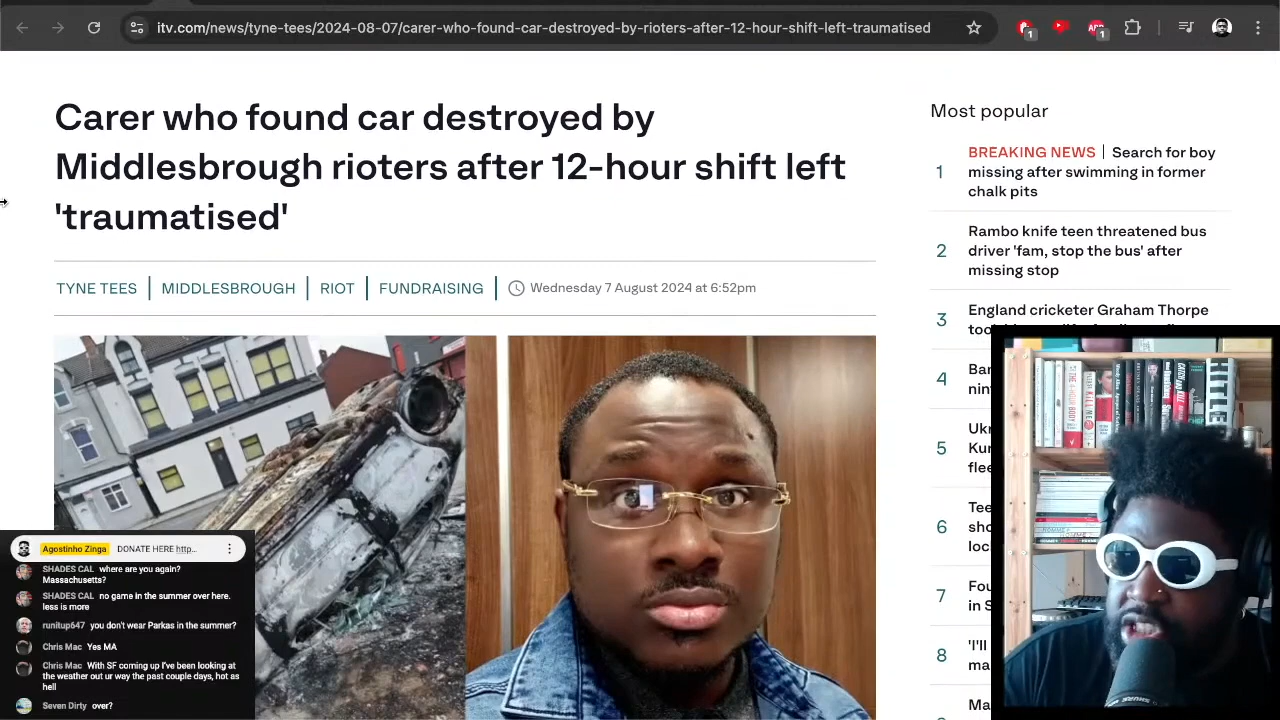 itv.com/news/tyne-tees/2024-08-07/carer-who-found-car-destroyed-by-rioters-after-12-hour-shift-left-traumatised
1
1
Carer who found car destroyed by
Middlesbrough rioters after 12-hour shift left
'traumatised'
TYNE TEES
MIDDLESBROUGH
RIOT
FUNDRAISING
Wednesday 7 August 2024 at 6:52pm
Most popular
1
BREAKING NEWS | Search for boy
missing after swimming in former
chalk pits
2
Rambo knife teen threatened bus
driver 'fam, stop the bus' after
missing stop
3
England cricketer Graham Thorpe
4
5
6
7
8
Agostinho Zinga DONATE HERE http...
SHADES CAL where are you again?
Massachusetts?
SHADES CAL no game in the summer over here.
less is more
runitup647 you don't wear Parkas in the summer?
Chris Mac Yes MA
Chris Mac With SF coming up I've been looking at
the weather out ur way the past couple days, hot as
hell
Seven Dirty over?